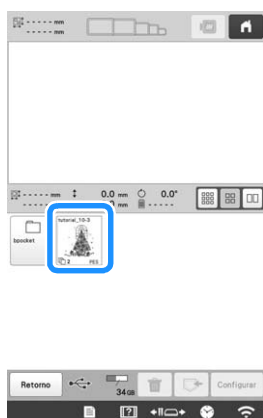 ----- mm
----- mm
----- mm 0.0 mm 0.0°
----- 0.0 mm -----
bpocket
tutorial_10-3
2 PES
34GB
Retorno
Configurar